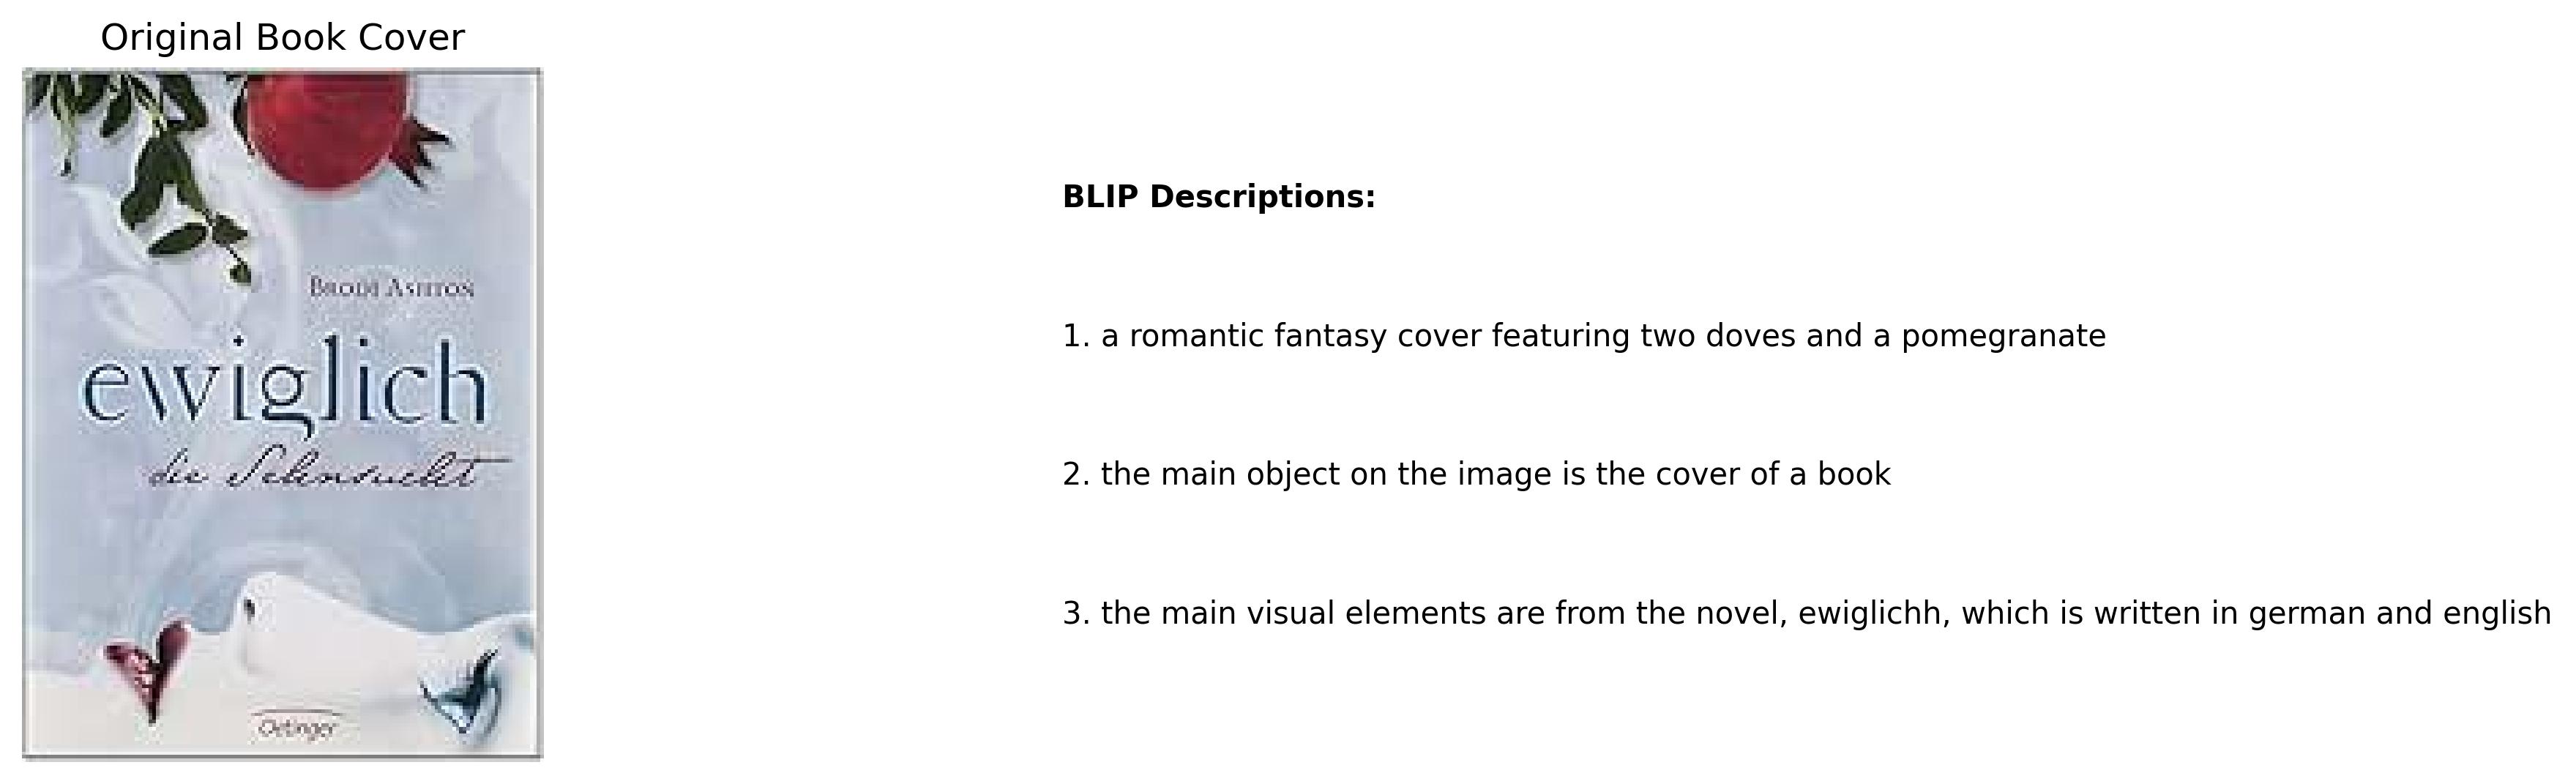 Original Book Cover
BRODI ASHTON
ewiglich
die Sehnsucht
Oetinger
BLIP Descriptions:
1. a romantic fantasy cover featuring two doves and a pomegranate
2. the main object on the image is the cover of a book
3. the main visual elements are from the novel, ewiglichh, which is written in german and english